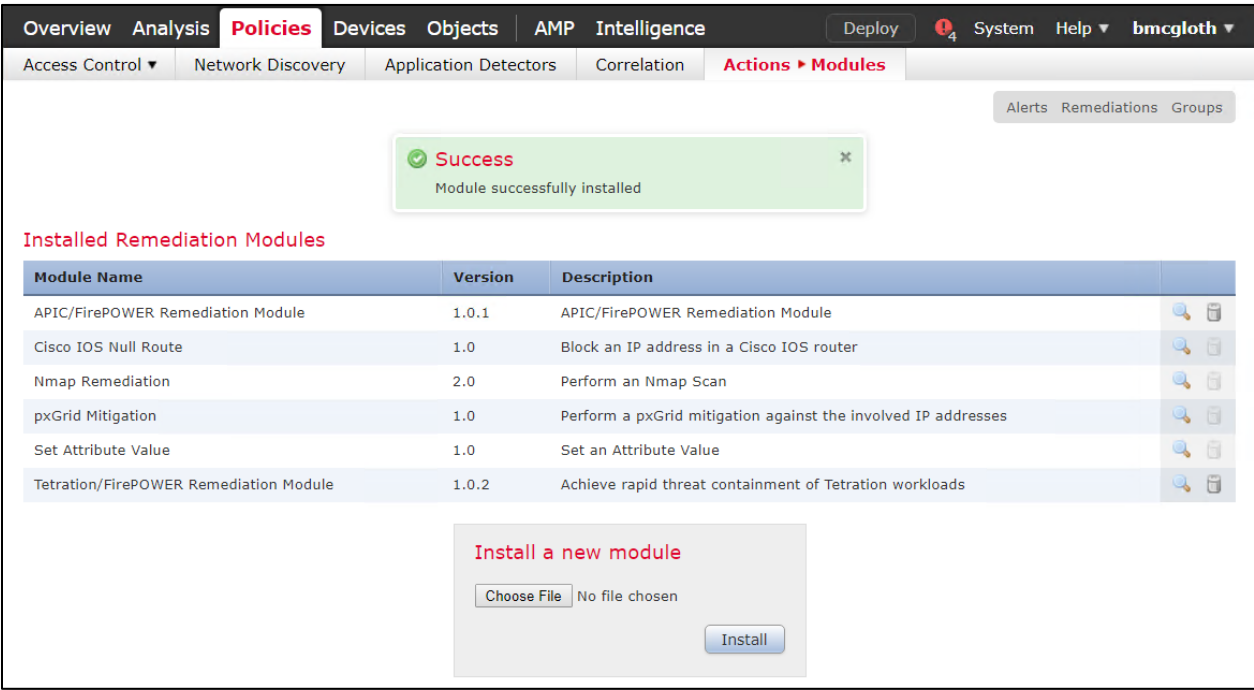 Overview Analysis Policies Devices Objects AMP Intelligence Deploy 4 System Help ▼ bmcgloth ▼
Access Control ▼ Network Discovery Application Detectors Correlation Actions ▸ Modules
Alerts Remediations Groups
Success
Module successfully installed
Installed Remediation Modules
Module Name Version Description
APIC/FirePOWER Remediation Module 1.0.1 APIC/FirePOWER Remediation Module
Cisco IOS Null Route 1.0 Block an IP address in a Cisco IOS router
Nmap Remediation 2.0 Perform an Nmap Scan
pxGrid Mitigation 1.0 Perform a pxGrid mitigation against the involved IP addresses
Set Attribute Value 1.0 Set an Attribute Value
Tetration/FirePOWER Remediation Module 1.0.2 Achieve rapid threat containment of Tetration workloads
Install a new module
Choose File No file chosen
Install